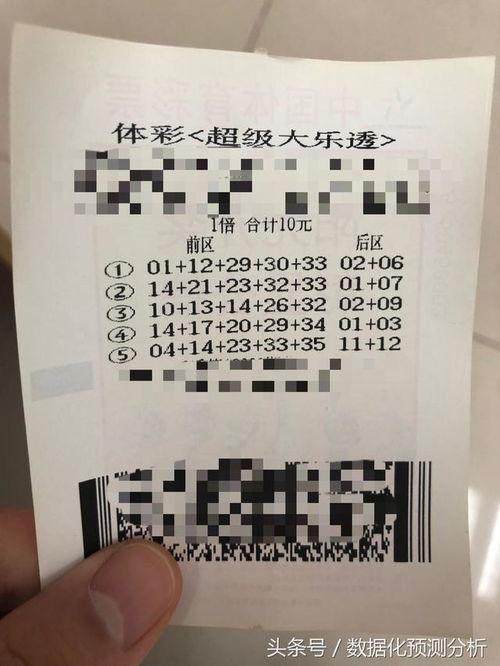 体彩<超级大乐透>
1倍 合计10元
前区 后区
① 01+12+29+30+33 02+06
② 14+21+23+32+33 01+07
③ 10+13+14+26+32 02+09
④ 14+17+20+29+34 01+03
⑤ 04+14+23+33+35 11+12
头条号 / 数据化预测分析